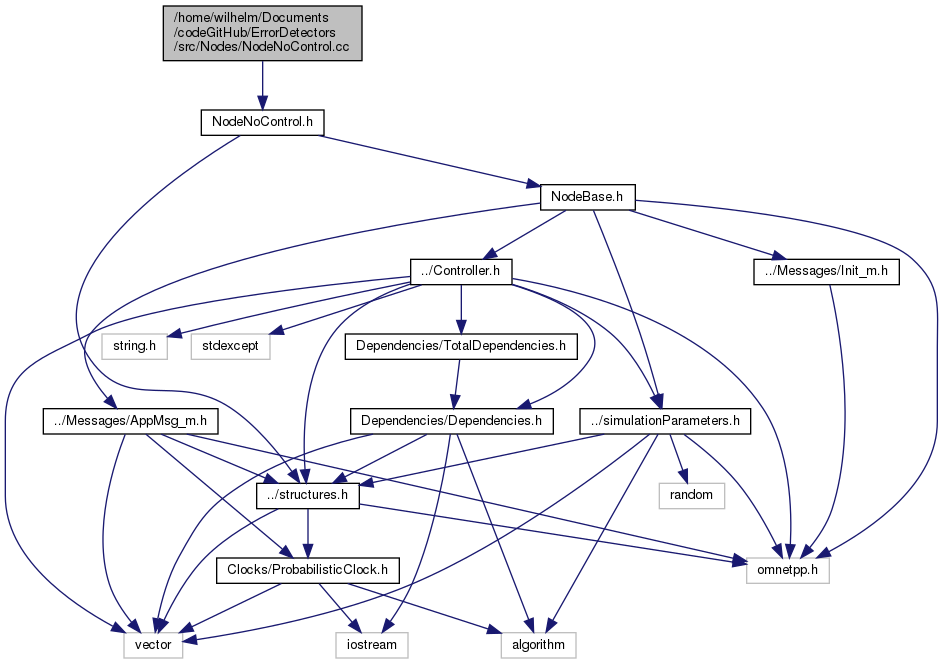 /home/wilhelm/Documents
/codeGitHub/ErrorDetectors
/src/Nodes/NodeNoControl.cc
NodeNoControl.h
NodeBase.h
../Controller.h
../Messages/Init_m.h
string.h
stdexcept
Dependencies/TotalDependencies.h
../Messages/AppMsg_m.h
Dependencies/Dependencies.h
../simulationParameters.h
../structures.h
random
Clocks/ProbabilisticClock.h
omnetpp.h
vector
iostream
algorithm